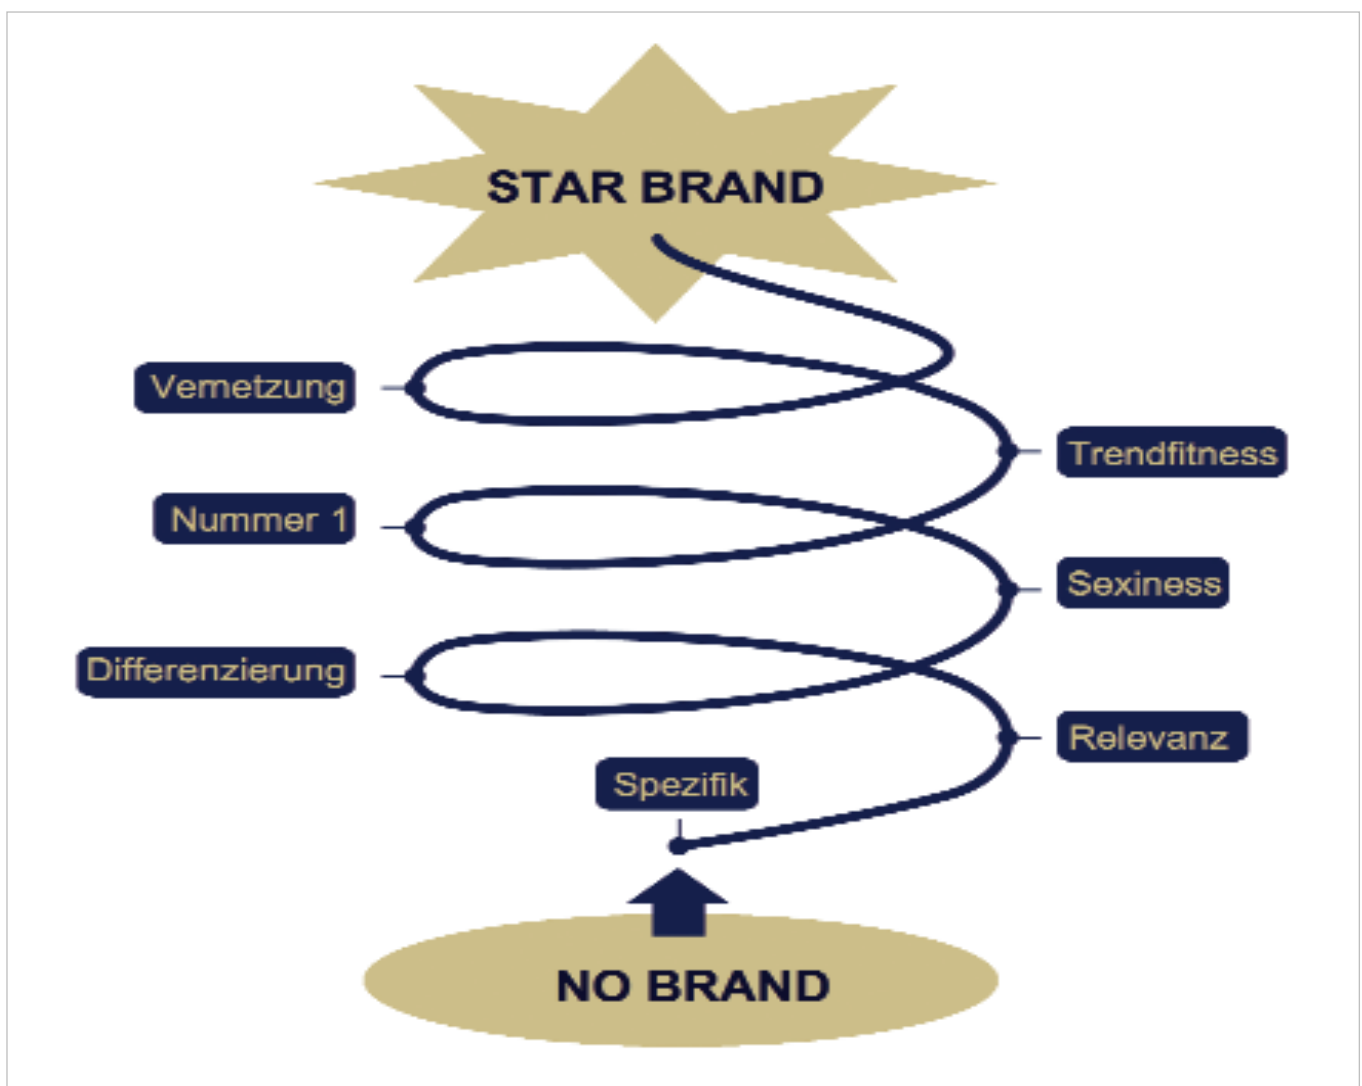 STAR BRAND
Vernetzung
Trendfitness
Nummer 1
Sexiness
Differenzierung
Relevanz
Spezifik
NO BRAND